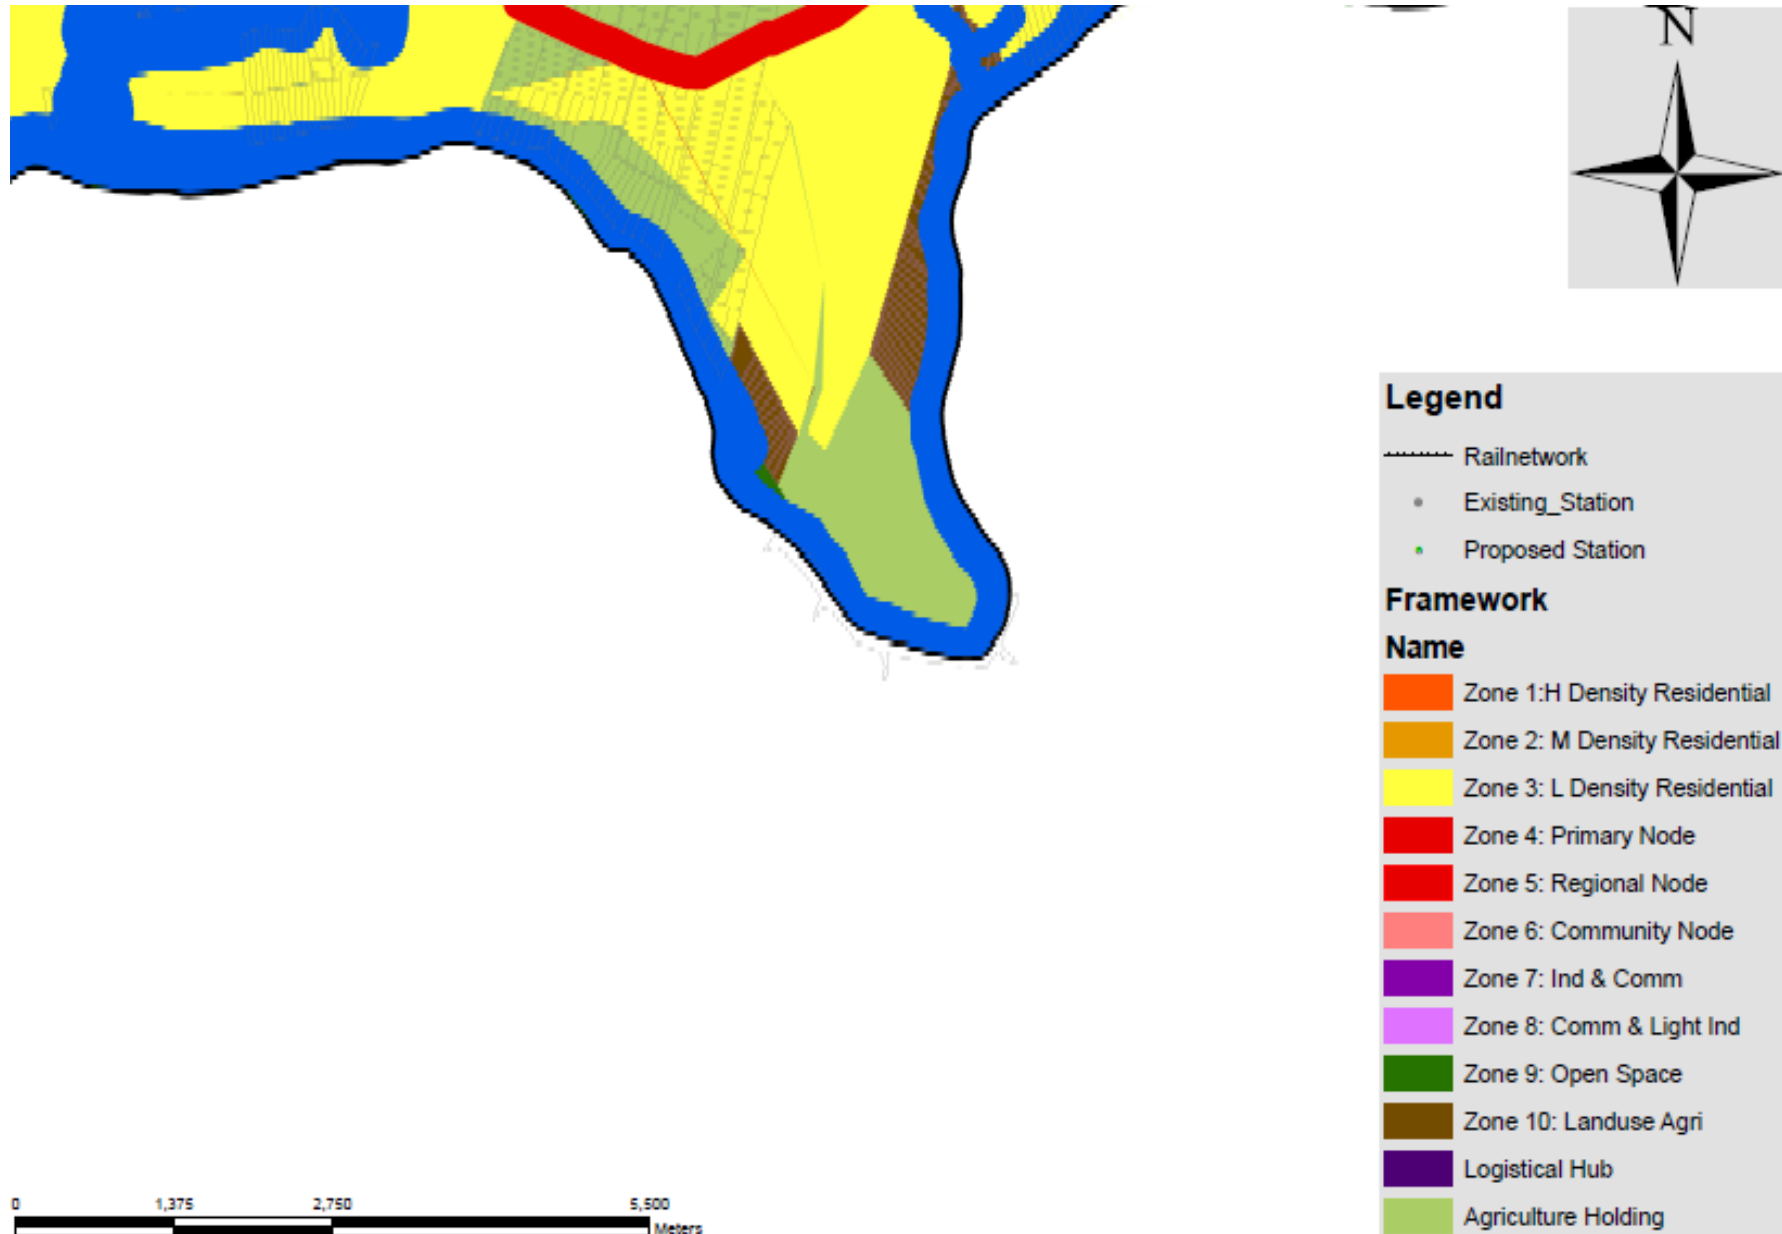 N
Legend
Railnetwork
Existing_Station
Proposed Station
Framework
Name
Zone 1:H Density Residential
Zone 2: M Density Residential
Zone 3: L Density Residential
Zone 4: Primary Node
Zone 5: Regional Node
Zone 6: Community Node
Zone 7: Ind & Comm
Zone 8: Comm & Light Ind
Zone 9: Open Space
Zone 10: Landuse Agri
Logistical Hub
Agriculture Holding
0 1,375 2,750 5,500
Meters